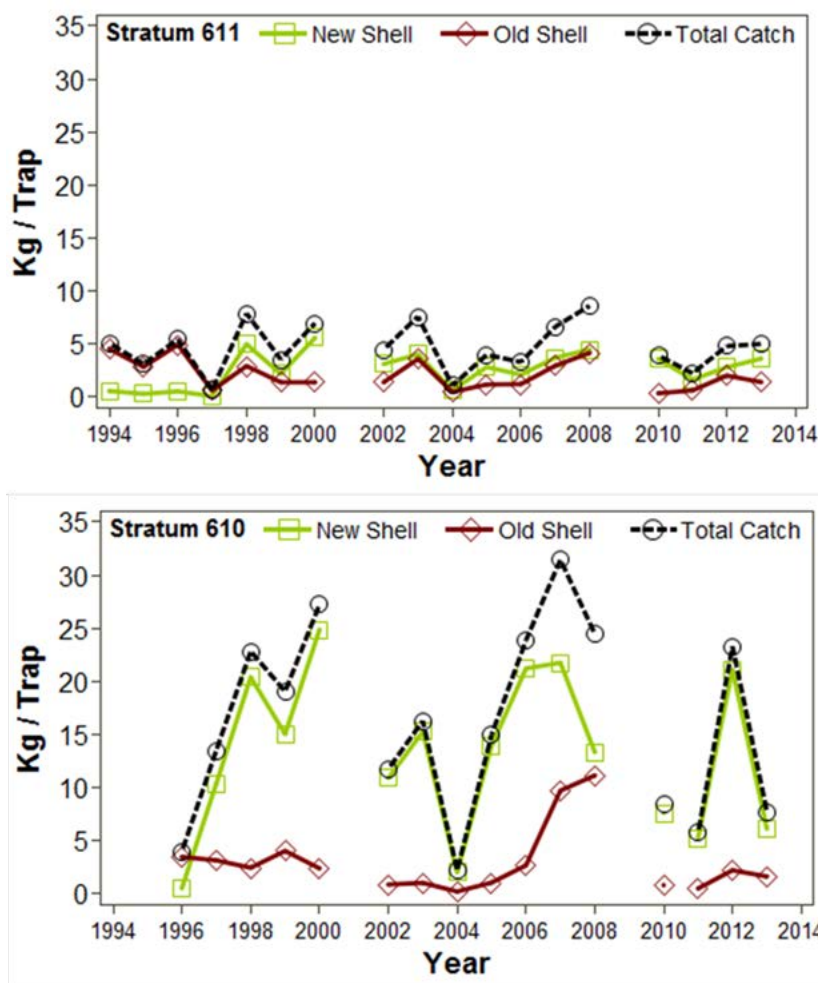 Stratum 611 New Shell Old Shell Total Catch
35
30
25
20
15
10
5
0
Kg / Trap
1994 1996 1998 2000 2002 2004 2006 2008 2010 2012 2014
Year
Stratum 610 New Shell Old Shell Total Catch
35
30
25
20
15
10
5
0
Kg / Trap
1994 1996 1998 2000 2002 2004 2006 2008 2010 2012 2014
Year